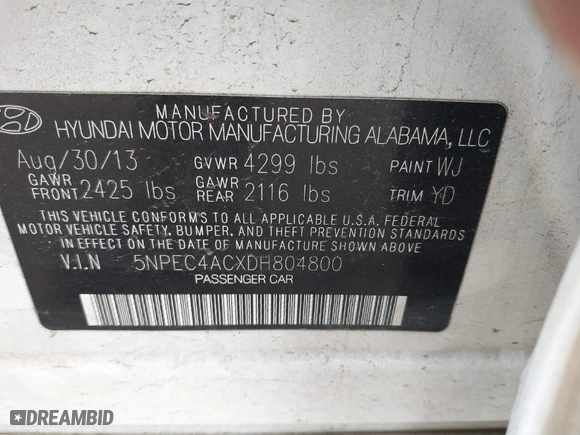 MANUFACTURED BY
HYUNDAI MOTOR MANUFACTURING ALABAMA, LLC
Aug/30/13 GVWR 4299 lbs PAINT WJ
GAWR FRONT 2425 lbs GAWR REAR 2116 lbs TRIM YD
THIS VEHICLE CONFORMS TO ALL APPLICABLE U.S.A. FEDERAL
MOTOR VEHICLE SAFETY, BUMPER, AND THEFT PREVENTION
STANDARDS IN EFFECT ON THE DATE OF MANUFACTURE SHOWN ABOVE.
V.I.N 5NPEC4ACXDH804800
PASSENGER CAR
DREAMBID